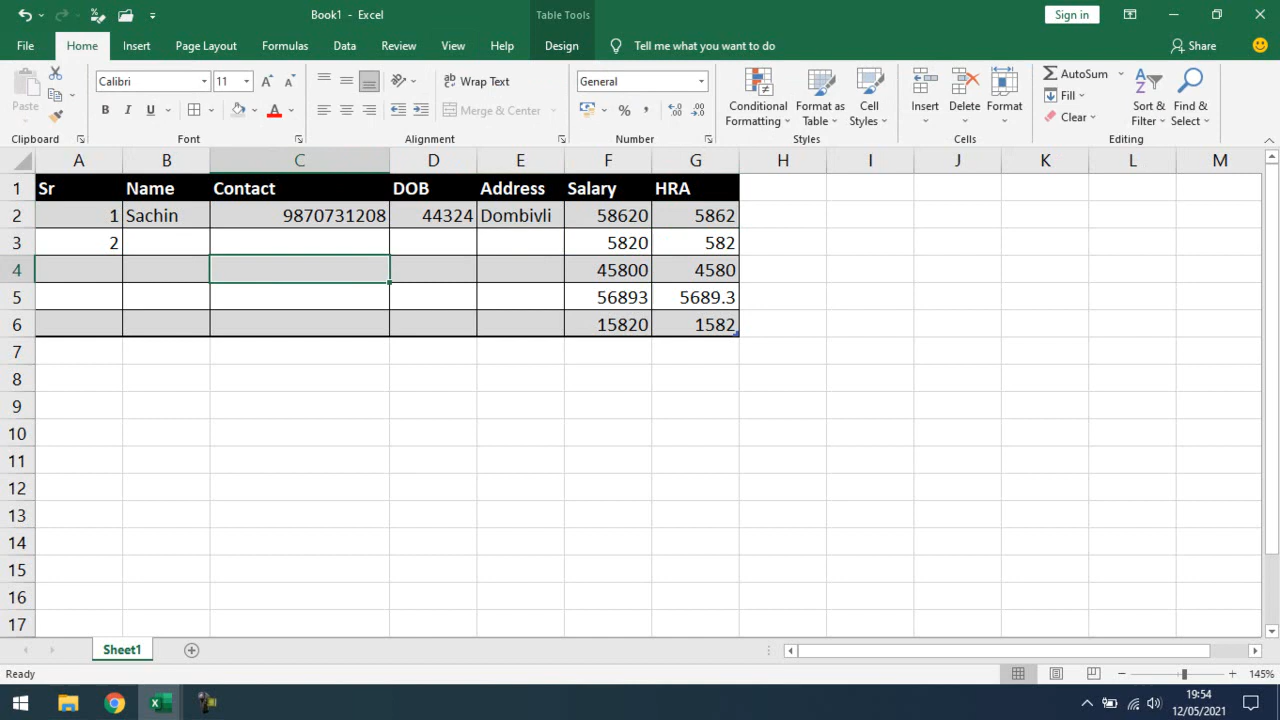 Book1 - Excel
Table Tools
Sign in
File Home Insert Page Layout Formulas Data Review View Help Design Tell me what you want to do Share
Paste
Calibri 11
B I U
Wrap Text
Merge & Center
General
%
Conditional Formatting
Format as Table
Cell Styles
Insert Delete Format
AutoSum
Fill
Clear
Sort & Filter
Find & Select
Clipboard Font Alignment Number Styles Cells Editing
A B C D E F G H I J K L M
1 Sr Name Contact DOB Address Salary HRA
2 1 Sachin 9870731208 44324 Dombivli 58620 5862
3 2 5820 582
4 45800 4580
5 56893 5689.3
6 15820 1582
7
8
9
10
11
12
13
14
15
16
17
Sheet1
Ready 145%
19:54
12/05/2021